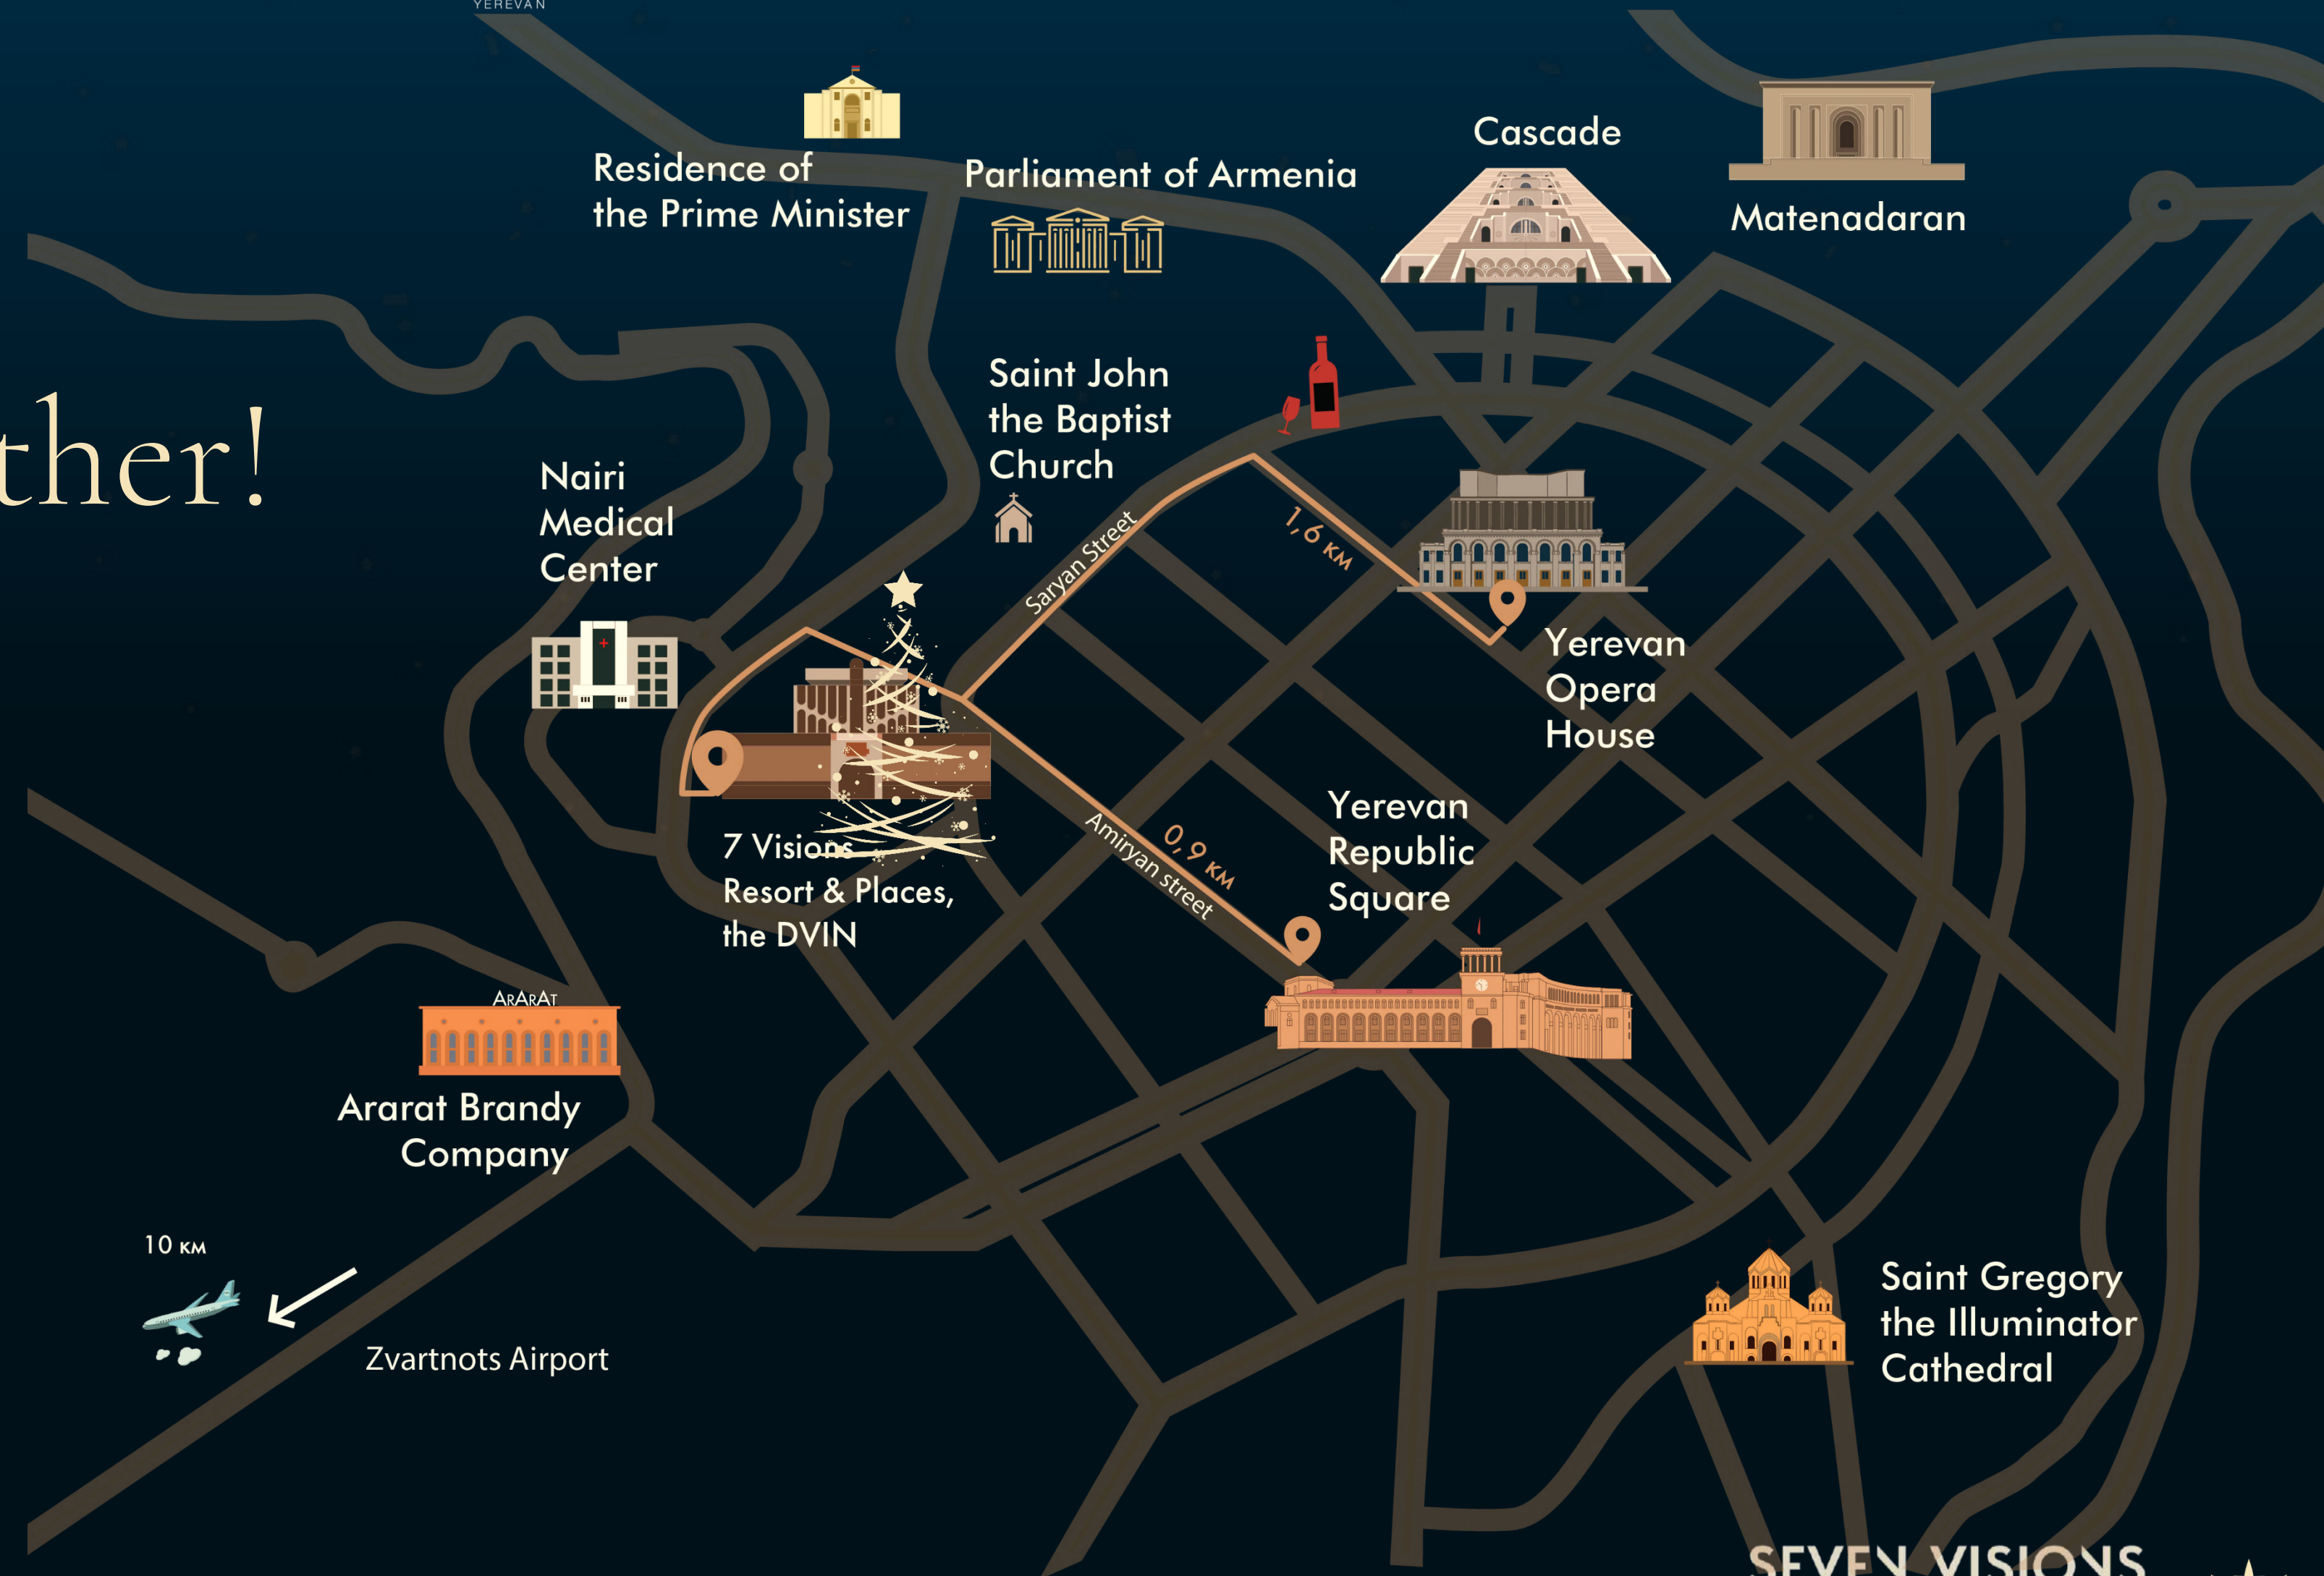 YEREVAN
Residence of
the Prime Minister
Parliament of Armenia
Cascade
Matenadaran
Saint John
the Baptist
Church
ther!
Nairi
Medical
Center
Saryan Street
1,6 КМ
Yerevan
Opera
House
7 Visions
Resort & Places,
the DVIN
Amiryan street
0,9 КМ
Yerevan
Republic
Square
ARARAT
Ararat Brandy
Company
10 КМ
Zvartnots Airport
Saint Gregory
the Illuminator
Cathedral
SEVEN VISIONS